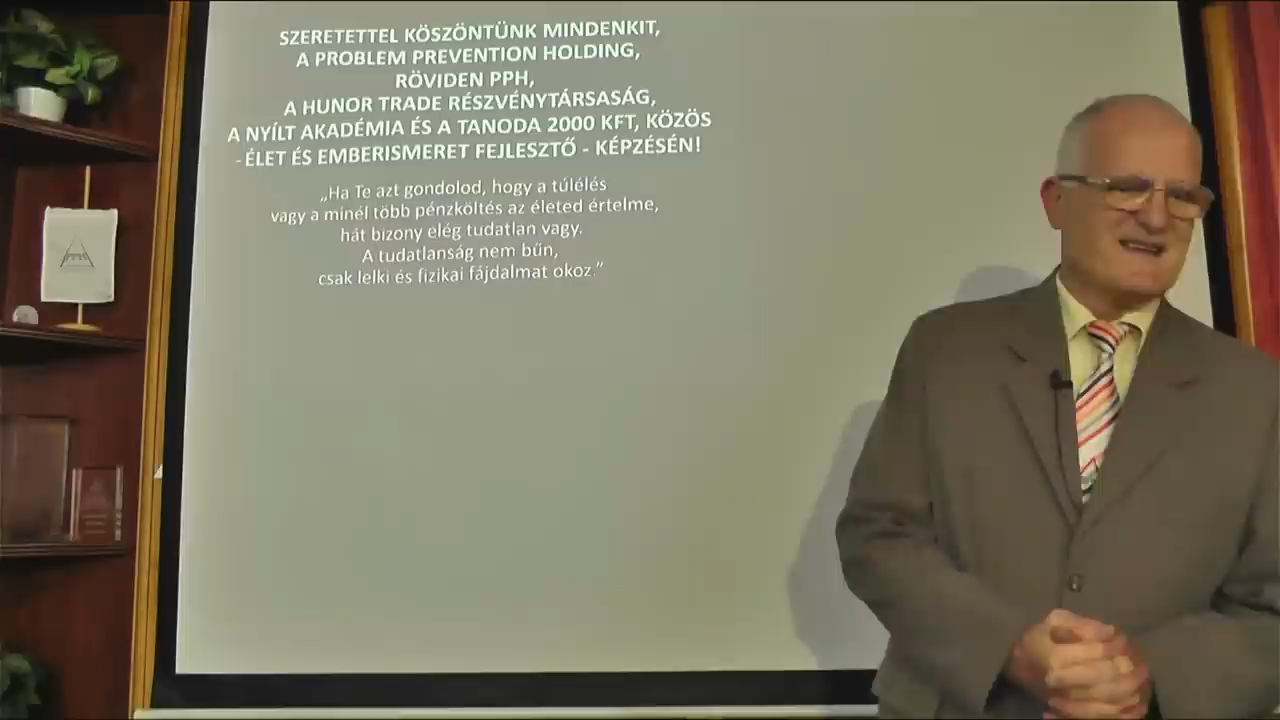 SZERETETTEL KÖSZÖNTÜNK MINDENKIT,
A PROBLEM PREVENTION HOLDING,
RÖVIDEN PPH,
A HUNOR TRADE RÉSZVÉNYTÁRSASÁG,
A NYÍLT AKADÉMIA ÉS A TANODA 2000 KFT, KÖZÖS
- ÉLET ÉS EMBERISMERET FEJLESZTŐ - KÉPZÉSÉN!
„Ha Te azt gondolod, hogy a túlélés
vagy a minél több pénzköltés az életed értelme,
hát bizony elég tudatlan vagy.
A tudatlanság nem bűn,
csak lelki és fizikai fájdalmat okoz.”